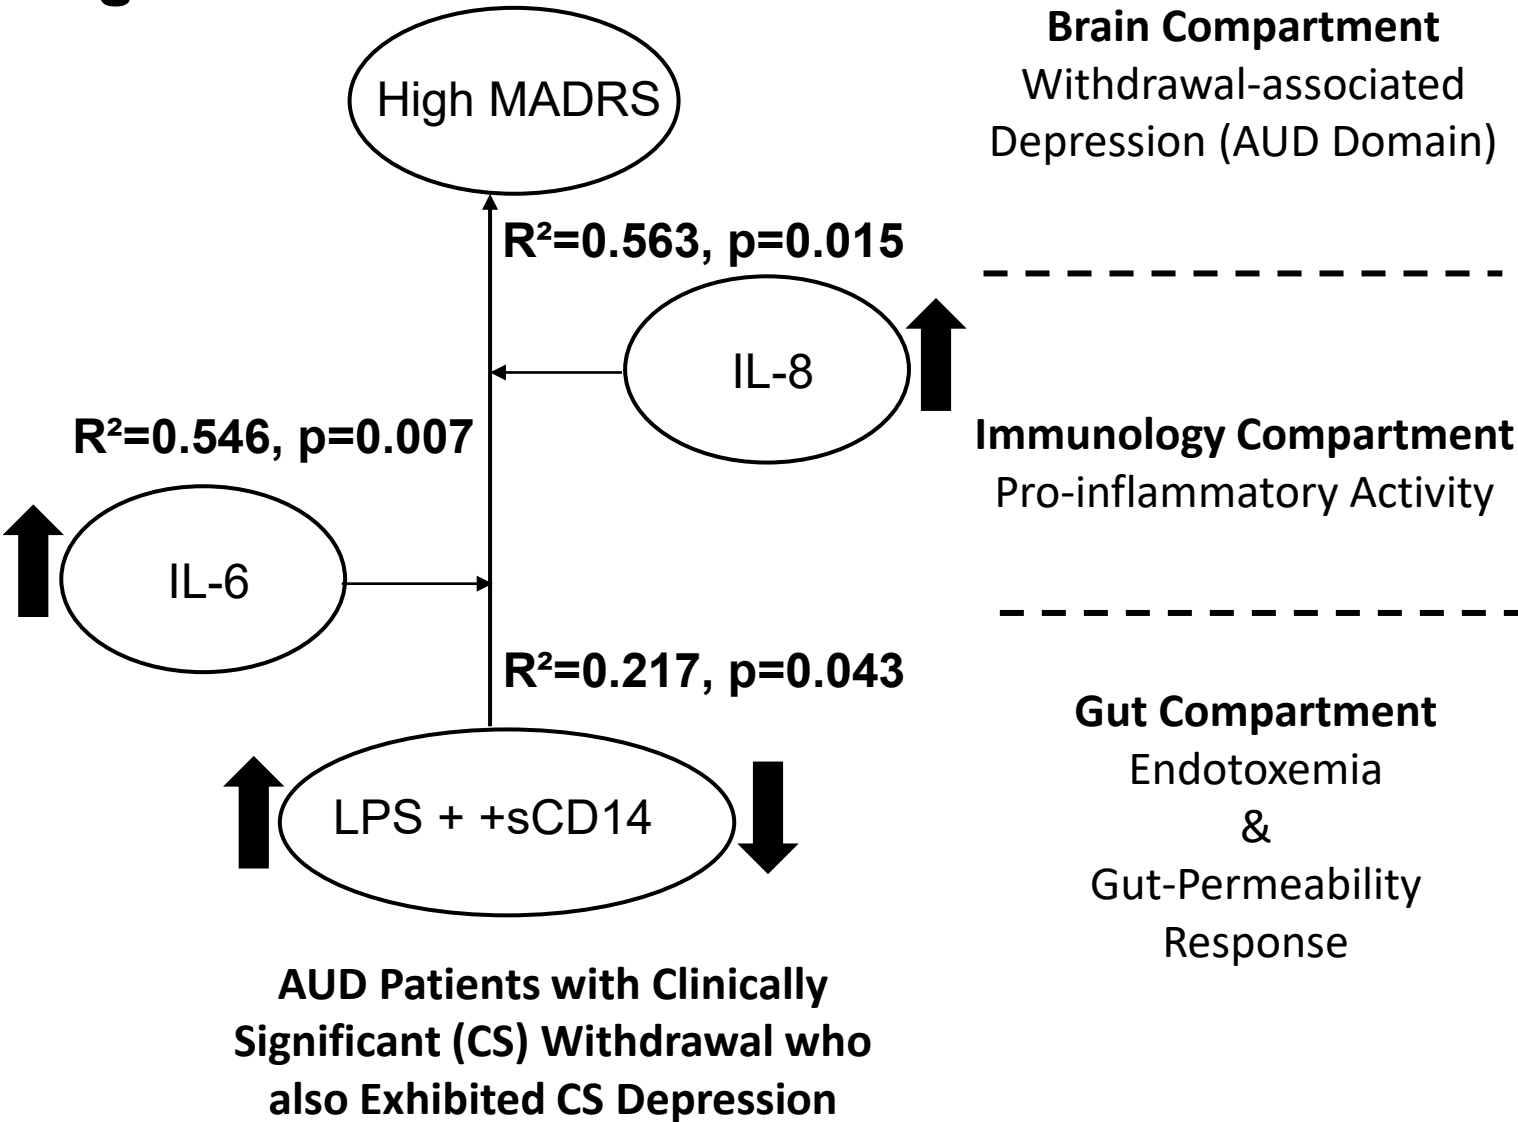 High MADRS
Brain Compartment
Withdrawal-associated
Depression (AUD Domain)
R²=0.563, p=0.015
IL-8
R²=0.546, p=0.007
Immunology Compartment
Pro-inflammatory Activity
IL-6
R²=0.217, p=0.043
Gut Compartment
Endotoxemia
&
Gut-Permeability
Response
LPS + +sCD14
AUD Patients with Clinically
Significant (CS) Withdrawal who
also Exhibited CS Depression